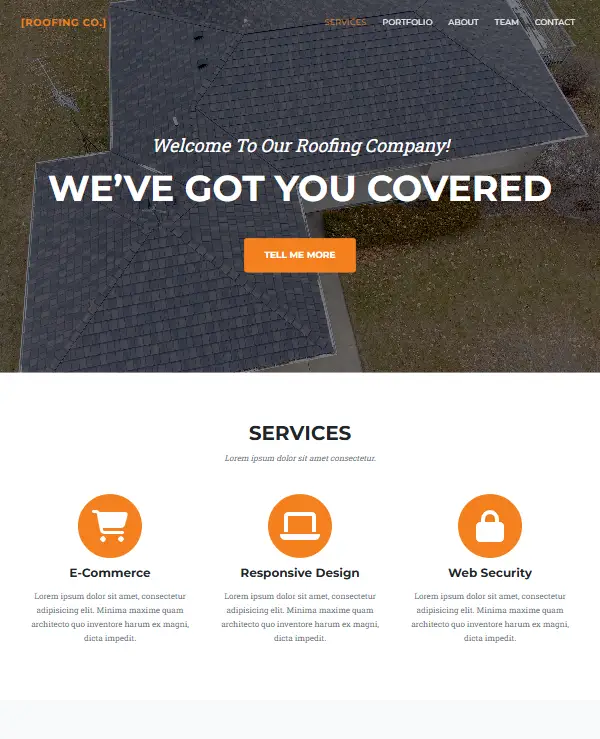 [ROOFING CO.]
SERVICES PORTFOLIO ABOUT TEAM CONTACT
Welcome To Our Roofing Company!
WE’VE GOT YOU COVERED
TELL ME MORE
SERVICES
Lorem ipsum dolor sit amet consectetur.
E-Commerce
Lorem ipsum dolor sit amet, consectetur
adipisicing elit. Minima maxime quam
architecto quo inventore harum ex magni,
dicta impedit.
Responsive Design
Lorem ipsum dolor sit amet, consectetur
adipisicing elit. Minima maxime quam
architecto quo inventore harum ex magni,
dicta impedit.
Web Security
Lorem ipsum dolor sit amet, consectetur
adipisicing elit. Minima maxime quam
architecto quo inventore harum ex magni,
dicta impedit.